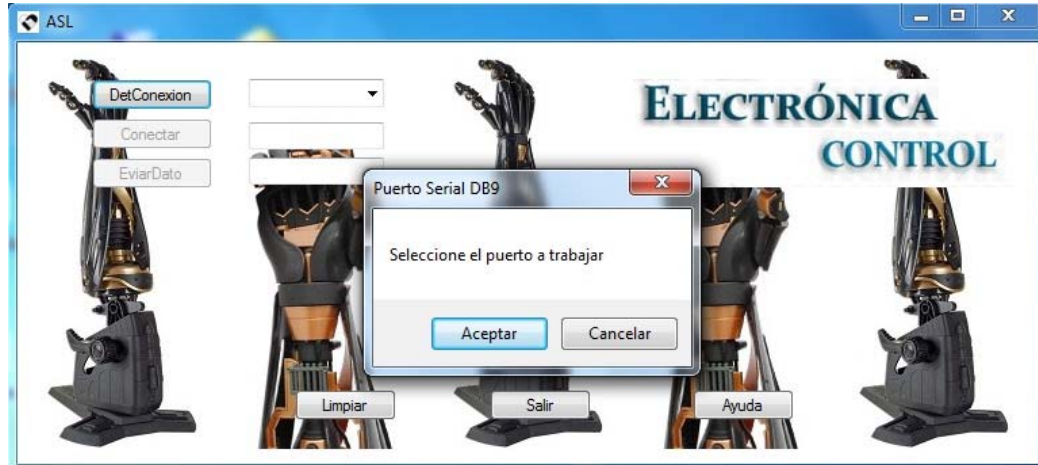 ASL
DetConexion
Conectar
EviarDato
ELECTRÓNICA
CONTROL
Puerto Serial DB9
Seleccione el puerto a trabajar
Aceptar
Cancelar
Limpiar
Salir
Ayuda